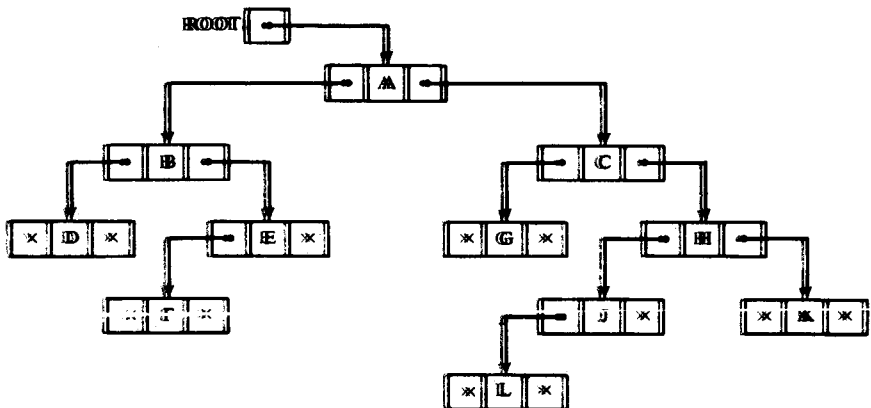 ROOT
A
B
C
× D ×
E ×
× G ×
H
× ×
J ×
× ×
× L ×